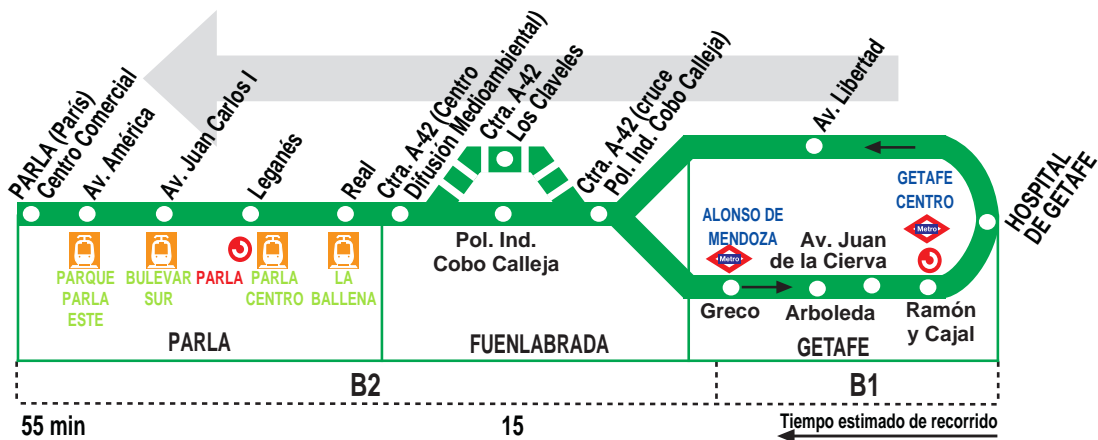 PARLA (París)
Centro Comercial
Av. América
Av. Juan Carlos I
Leganés
Real
Ctra. A-42 (Centro
Difusión Medioambiental)
Ctra. A-42
Los Claveles
Ctra. A-42 (cruce
Pol. Ind. Cobo Calleja)
Av. Libertad
HOSPITAL
DE GETAFE
GETAFE
CENTRO
Metro
ALONSO DE
MENDOZA
Metro
Av. Juan
de la Cierva
Pol. Ind.
Cobo Calleja
Greco
Arboleda
Ramón
y Cajal
PARQUE
PARLA
ESTE
BULEVAR
SUR
PARLA
PARLA
CENTRO
LA
BALLENA
PARLA
FUENLABRADA
GETAFE
B2
B1
55 min
15
Tiempo estimado de recorrido